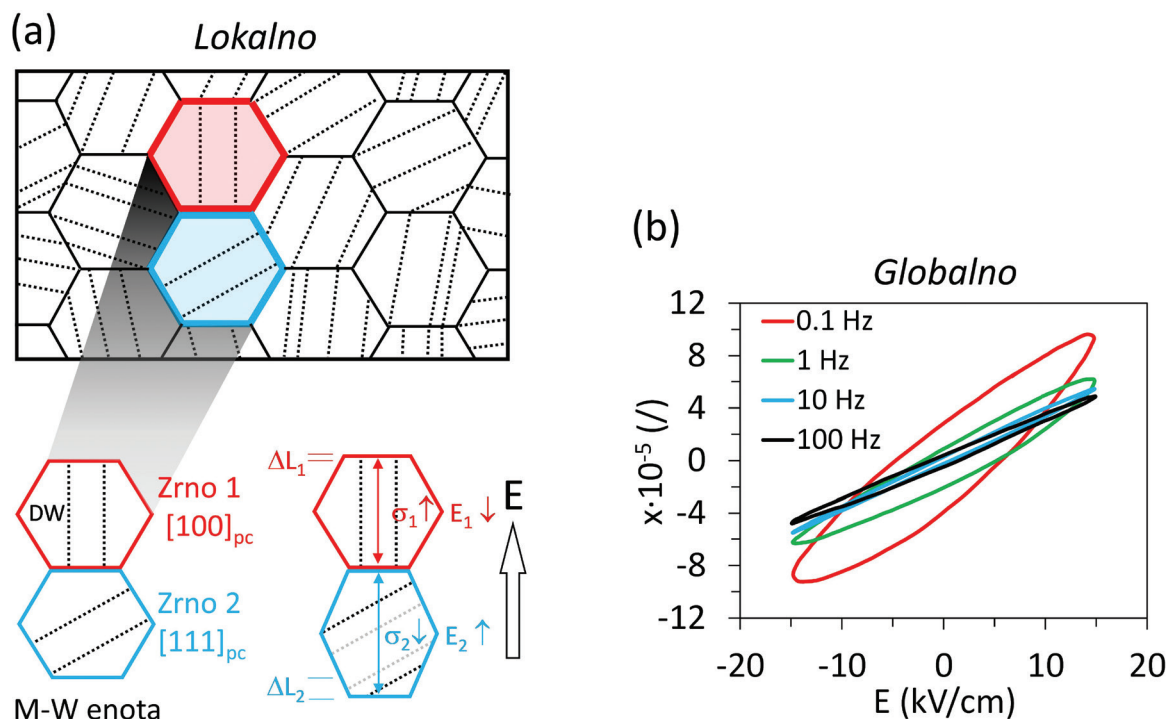 (a)
Lokalno
DW
Zrno 1
[100]pc
Zrno 2
[111]pc
M-W enota
ΔL1
σ1↑ E1↓
σ2↓ E2↑
ΔL2
E
(b)
Globalno
0.1 Hz
1 Hz
10 Hz
100 Hz
x·10-5 (/)
12
8
4
0
-4
-8
-12
-20 -10 0 10 20
E (kV/cm)